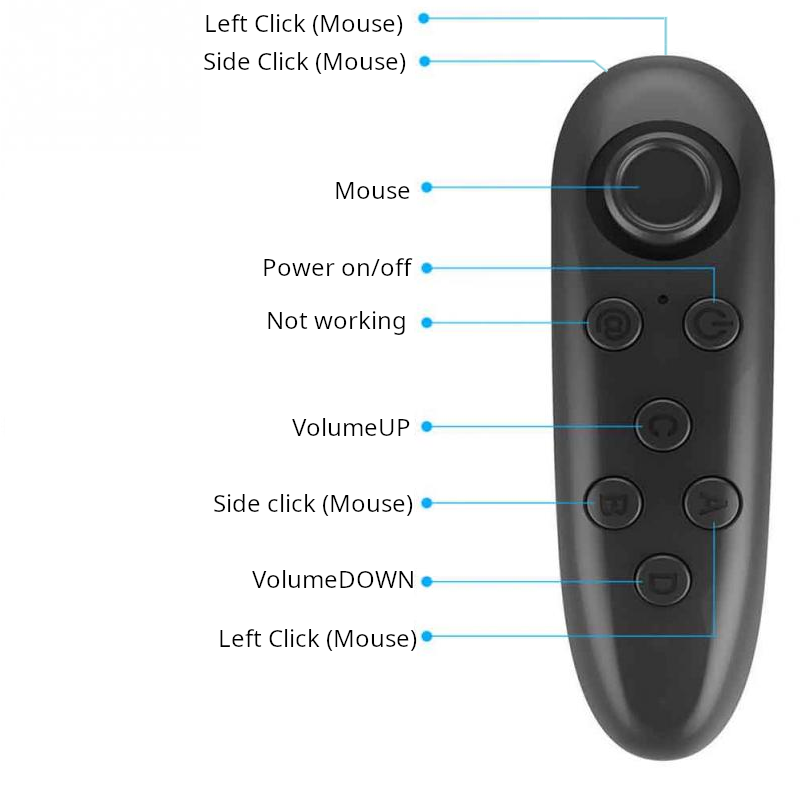 Left Click (Mouse)
Side Click (Mouse)
Mouse
Power on/off
Not working
@
VolumeUP
C
Side click (Mouse)
B
A
VolumeDOWN
D
Left Click (Mouse)